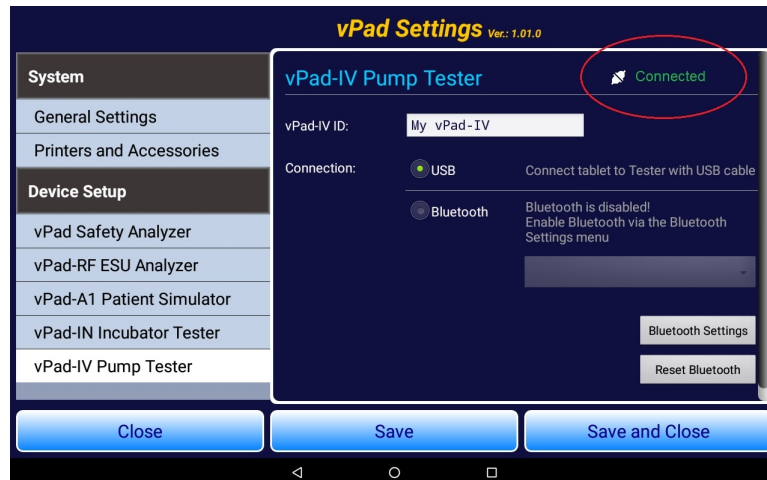 vPad Settings Ver.: 1.01.0
System
General Settings
Printers and Accessories
Device Setup
vPad Safety Analyzer
vPad-RF ESU Analyzer
vPad-A1 Patient Simulator
vPad-IN Incubator Tester
vPad-IV Pump Tester
vPad-IV Pump Tester
Connected
vPad-IV ID:
My vPad-IV
Connection:
USB
Connect tablet to Tester with USB cable
Bluetooth
Bluetooth is disabled!
Enable Bluetooth via the Bluetooth
Settings menu
Bluetooth Settings
Reset Bluetooth
Close
Save
Save and Close